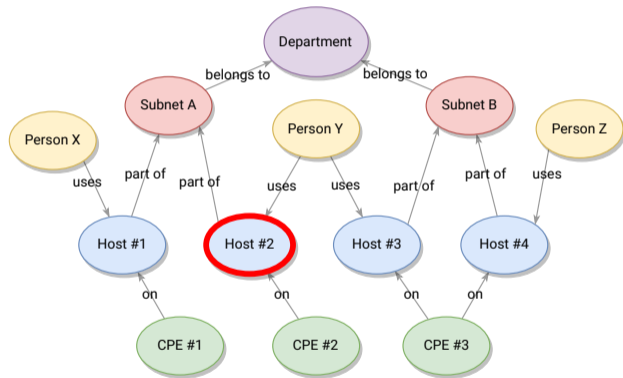 Department
belongs to
belongs to
Subnet A
Subnet B
Person X
Person Y
Person Z
uses
part of
part of
uses
uses
part of
part of
uses
Host #1
Host #2
Host #3
Host #4
on
on
on
on
CPE #1
CPE #2
CPE #3